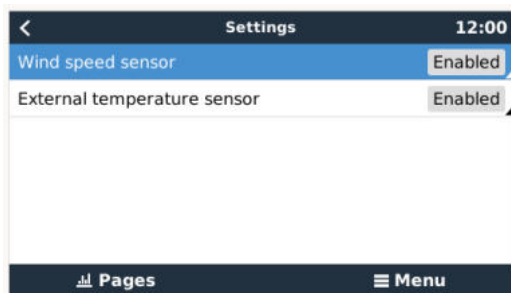 Settings 12:00
Wind speed sensor Enabled
External temperature sensor Enabled
Pages Menu